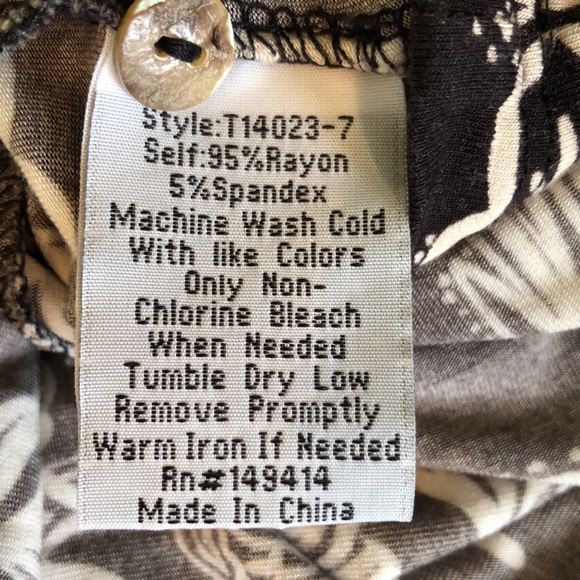 Style:T14023-7
Self:95%Rayon
5%Spandex
Machine Wash Cold
With like Colors
Only Non-
Chlorine Bleach
When Needed
Tumble Dry Low
Remove Promptly
Warm Iron If Needed
Rn#149414
Made In China